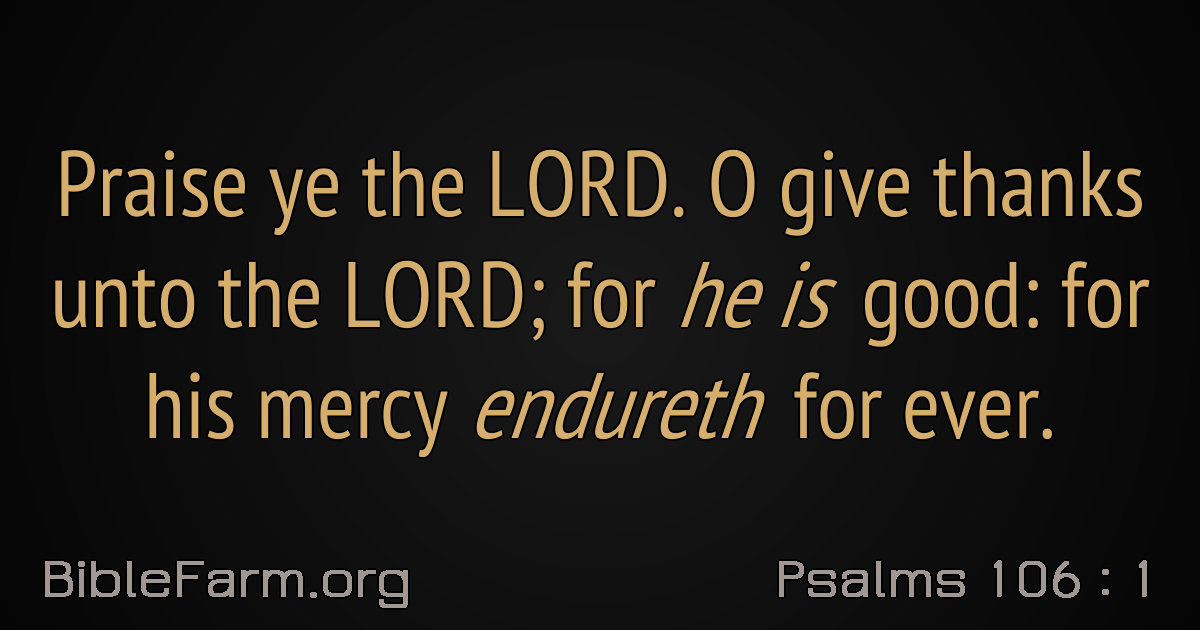 Praise ye the LORD. O give thanks
unto the LORD; for he is good: for
his mercy endureth for ever.
BibleFarm.org
Psalms 106 : 1